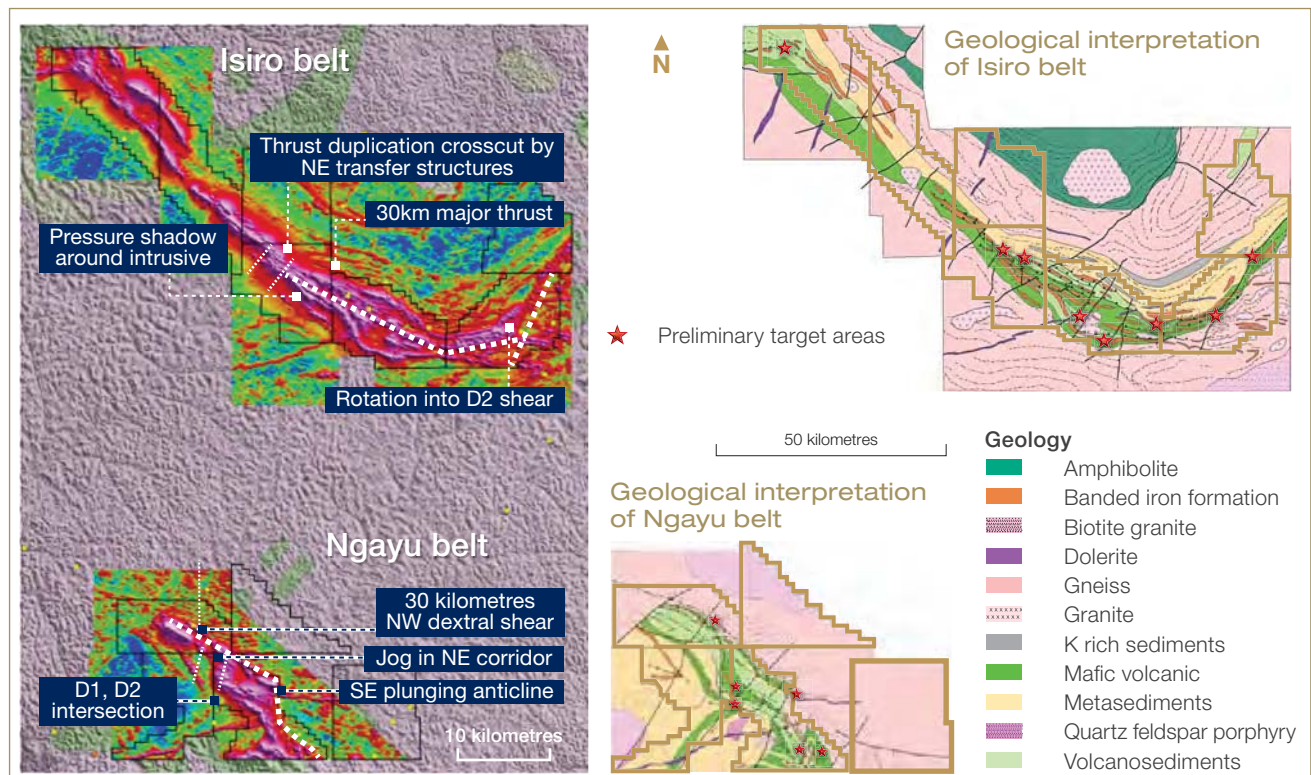 Isiro belt
Thrust duplication crosscut by
NE transfer structures
30km major thrust
Pressure shadow
around intrusive
Rotation into D2 shear
Ngayu belt
30 kilometres
NW dextral shear
Jog in NE corridor
D1, D2
intersection
SE plunging anticline
10 kilometres
N
Geological interpretation
of Isiro belt
Preliminary target areas
50 kilometres
Geological interpretation
of Ngayu belt
Geology
Amphibolite
Banded iron formation
Biotite granite
Dolerite
Gneiss
Granite
K rich sediments
Mafic volcanic
Metasediments
Quartz feldspar porphyry
Volcanosediments